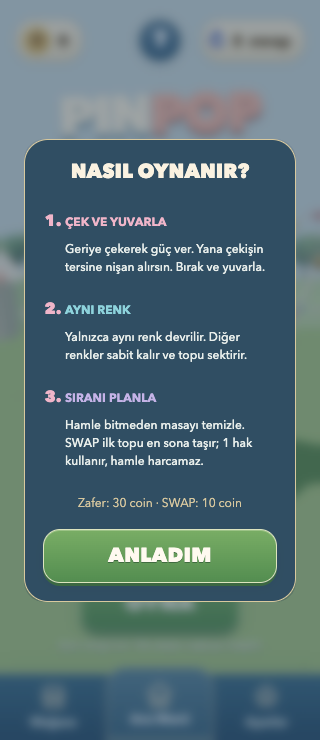 PINPOP
NASIL OYNANIR?
1. ÇEK VE YUVARLA
Geriye çekerek güç ver. Yana çekişin
tersine nişan alırsın. Bırak ve yuvarla.
2. AYNI RENK
Yalnızca aynı renk devrilir. Diğer
renkler sabit kalır ve topu sektirir.
3. SIRANI PLANLA
Hamle bitmeden masayı temizle.
SWAP ilk topu en sona taşır; 1 hak
kullanır, hamle harcamaz.
Zafer: 30 coin · SWAP: 10 coin
ANLADIM